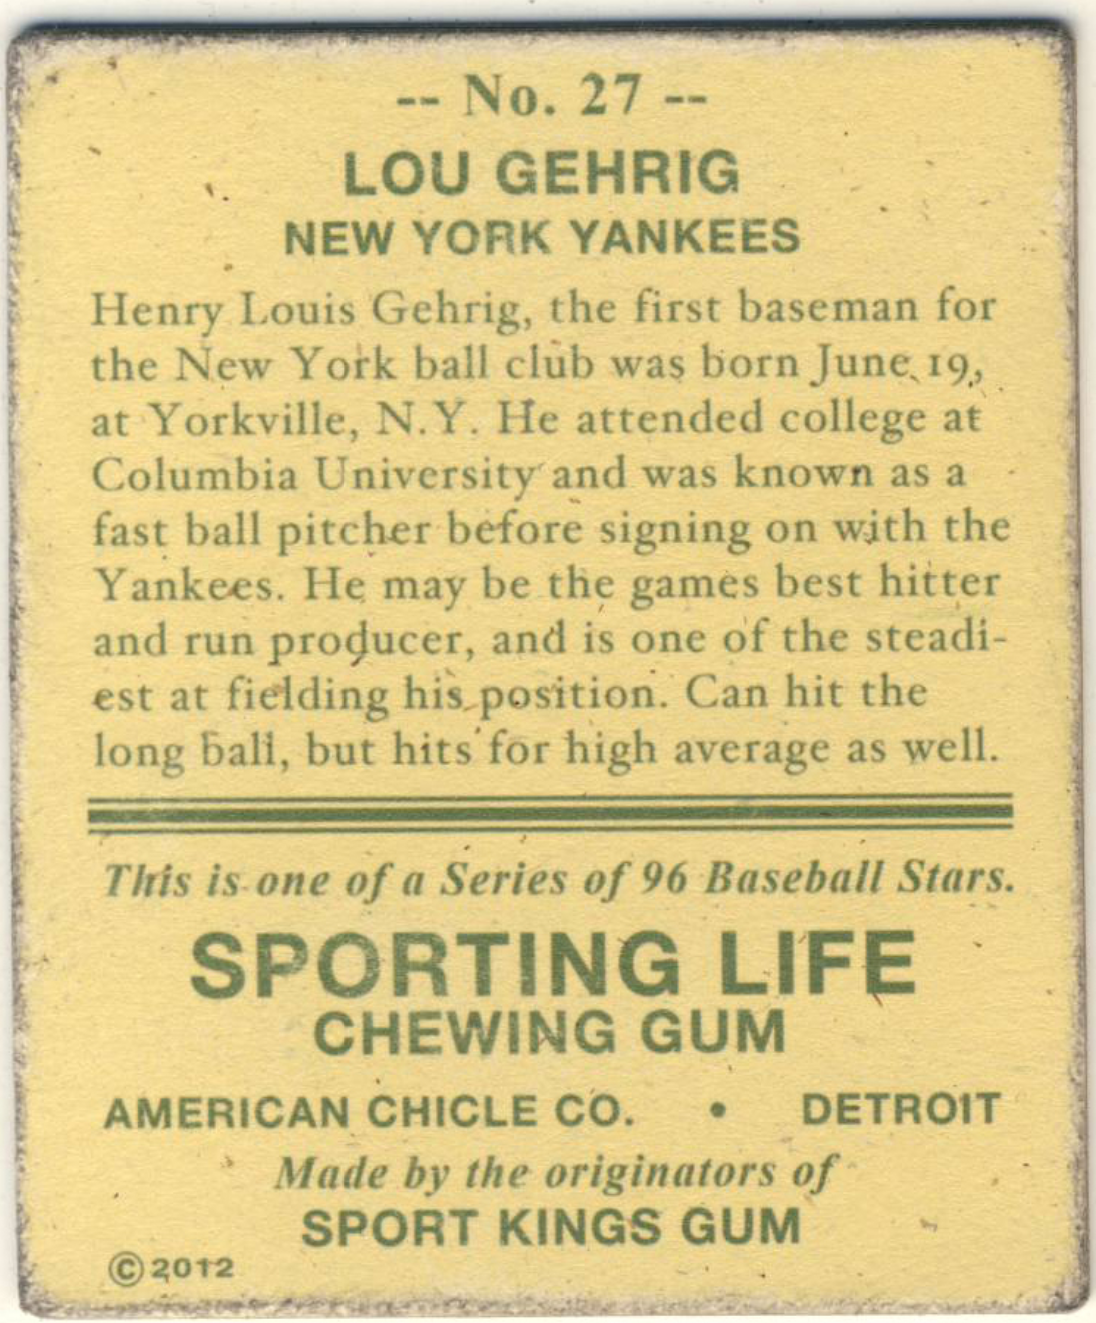 -- No. 27 --
LOU GEHRIG
NEW YORK YANKEES
Henry Louis Gehrig, the first baseman for
the New York ball club was born June 19,
at Yorkville, N.Y. He attended college at
Columbia University and was known as a
fast ball pitcher before signing on with the
Yankees. He may be the games best hitter
and run producer, and is one of the steadi-
est at fielding his position. Can hit the
long ball, but hits for high average as well.
This is one of a Series of 96 Baseball Stars.
SPORTING LIFE
CHEWING GUM
AMERICAN CHICLE CO. • DETROIT
Made by the originators of
SPORT KINGS GUM
©2012